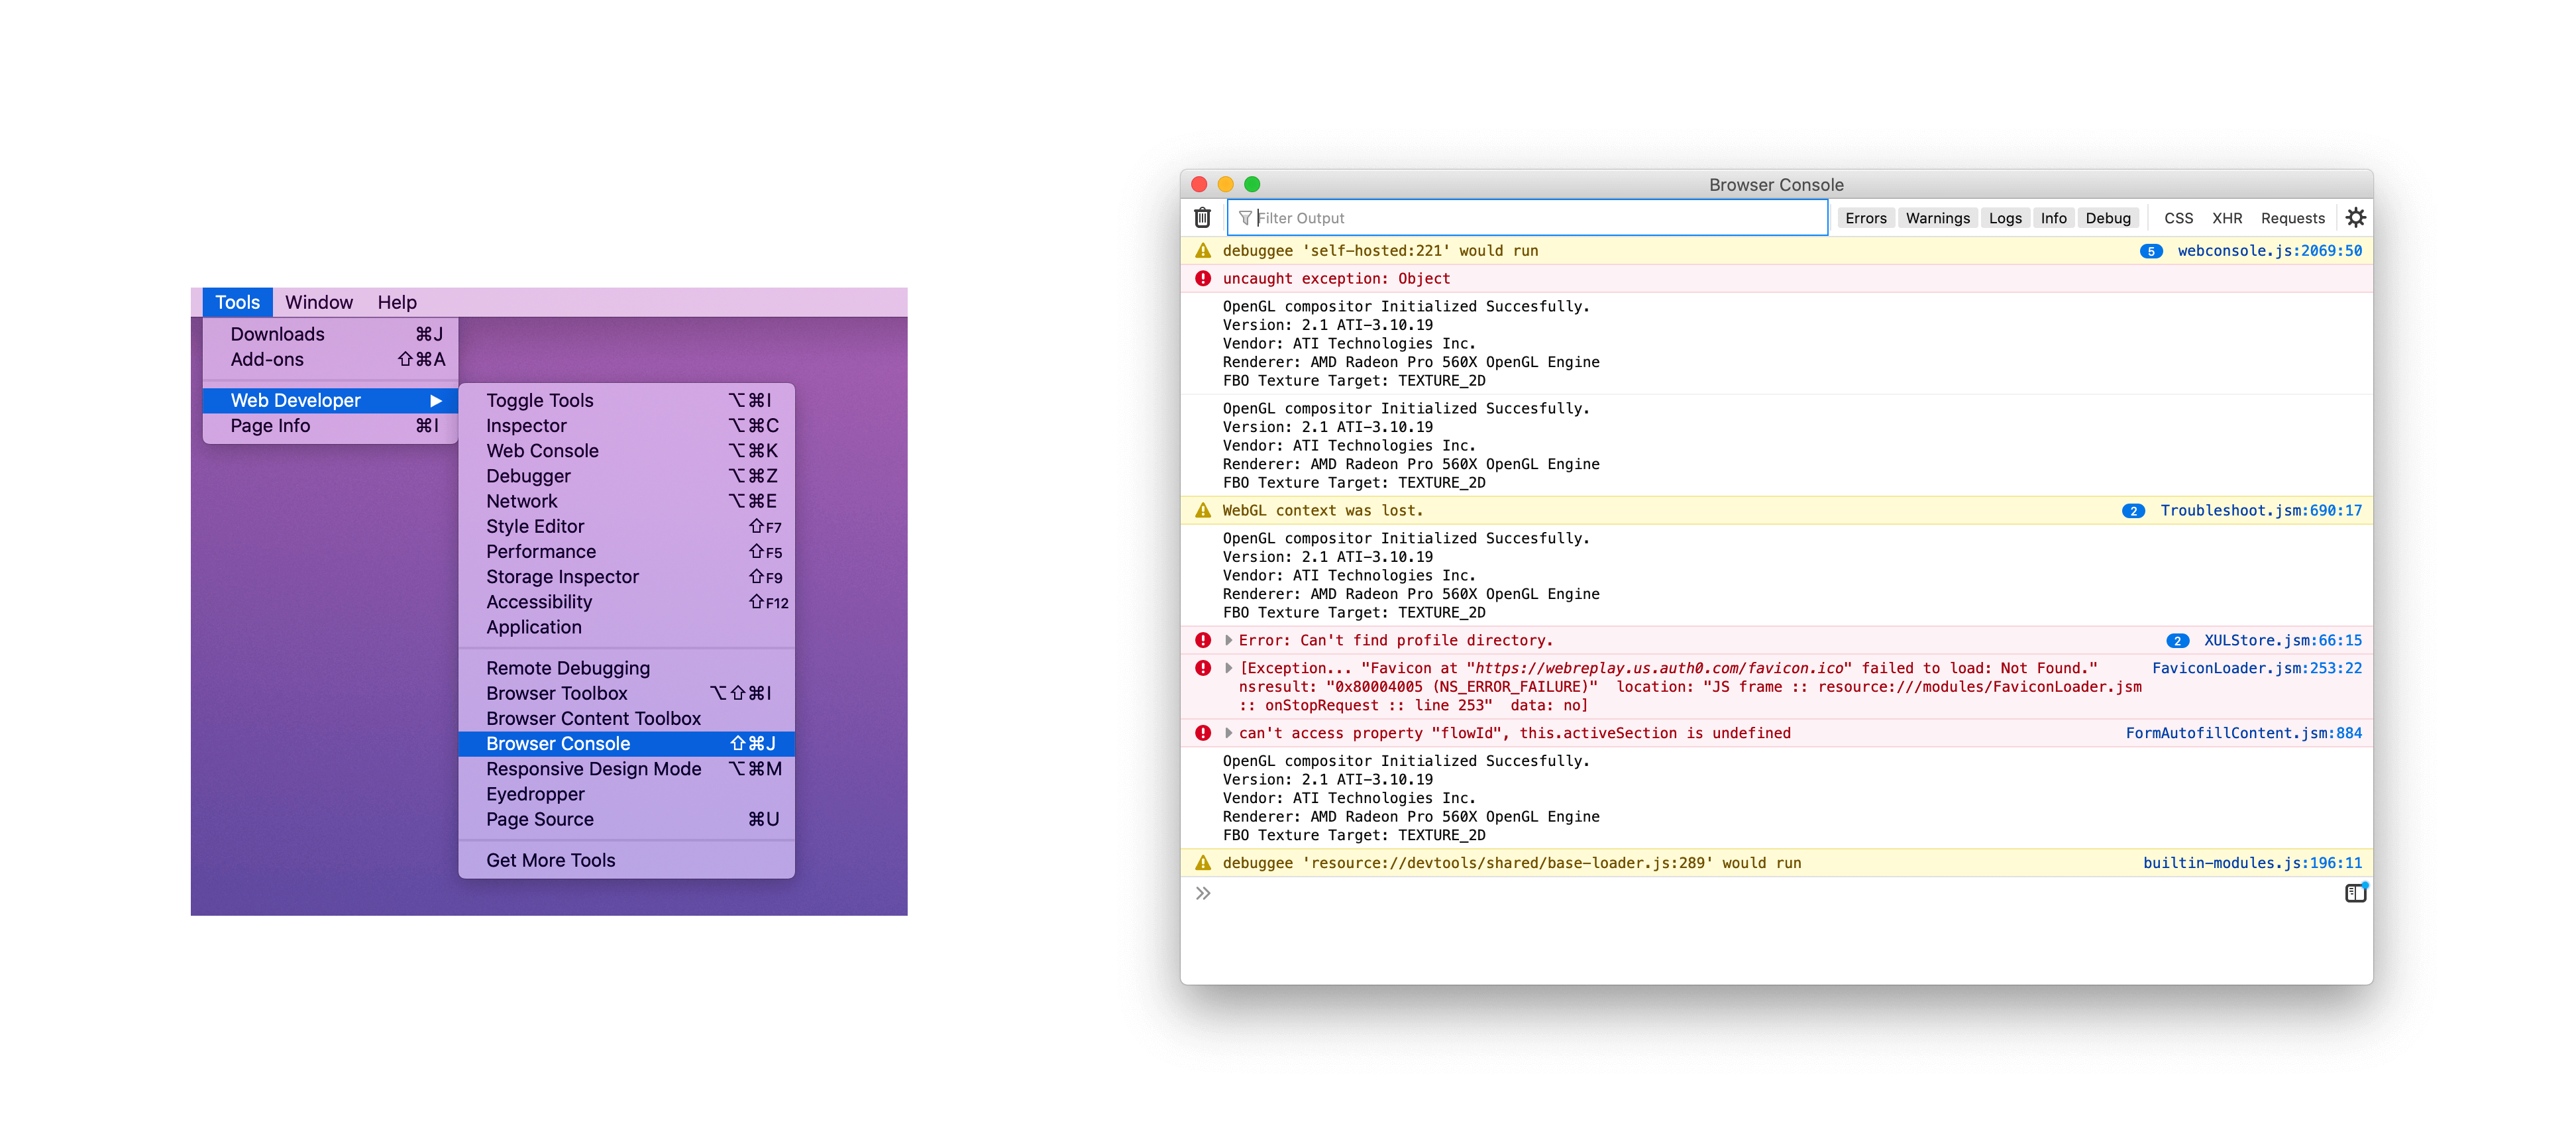 Tools Window Help
Downloads ⌘J
Add-ons ⇧⌘A
Web Developer ▶
Page Info ⌘I
Toggle Tools ⌥⌘I
Inspector ⌥⌘C
Web Console ⌥⌘K
Debugger ⌥⌘Z
Network ⌥⌘E
Style Editor ⇧F7
Performance ⇧F5
Storage Inspector ⇧F9
Accessibility ⇧F12
Application
Remote Debugging
Browser Toolbox ⌥⇧⌘I
Browser Content Toolbox
Browser Console ⇧⌘J
Responsive Design Mode ⌥⌘M
Eyedropper
Page Source ⌘U
Get More Tools
Browser Console
Filter Output Errors Warnings Logs Info Debug CSS XHR Requests
debuggee 'self-hosted:221' would run 5 webconsole.js:2069:50
uncaught exception: Object
OpenGL compositor Initialized Succesfully.
Version: 2.1 ATI-3.10.19
Vendor: ATI Technologies Inc.
Renderer: AMD Radeon Pro 560X OpenGL Engine
FBO Texture Target: TEXTURE_2D
OpenGL compositor Initialized Succesfully.
Version: 2.1 ATI-3.10.19
Vendor: ATI Technologies Inc.
Renderer: AMD Radeon Pro 560X OpenGL Engine
FBO Texture Target: TEXTURE_2D
WebGL context was lost. 2 Troubleshoot.jsm:690:17
OpenGL compositor Initialized Succesfully.
Version: 2.1 ATI-3.10.19
Vendor: ATI Technologies Inc.
Renderer: AMD Radeon Pro 560X OpenGL Engine
FBO Texture Target: TEXTURE_2D
Error: Can't find profile directory. 2 XULStore.jsm:66:15
[Exception... "Favicon at "https://webreplay.us.auth0.com/favicon.ico" failed to load: Not Found." FaviconLoader.jsm:253:22
nsresult: "0x80004005 (NS_ERROR_FAILURE)" location: "JS frame :: resource:///modules/FaviconLoader.jsm
:: onStopRequest :: line 253" data: no]
can't access property "flowId", this.activeSection is undefined FormAutofillContent.jsm:884
OpenGL compositor Initialized Succesfully.
Version: 2.1 ATI-3.10.19
Vendor: ATI Technologies Inc.
Renderer: AMD Radeon Pro 560X OpenGL Engine
FBO Texture Target: TEXTURE_2D
debuggee 'resource://devtools/shared/base-loader.js:289' would run builtin-modules.js:196:11